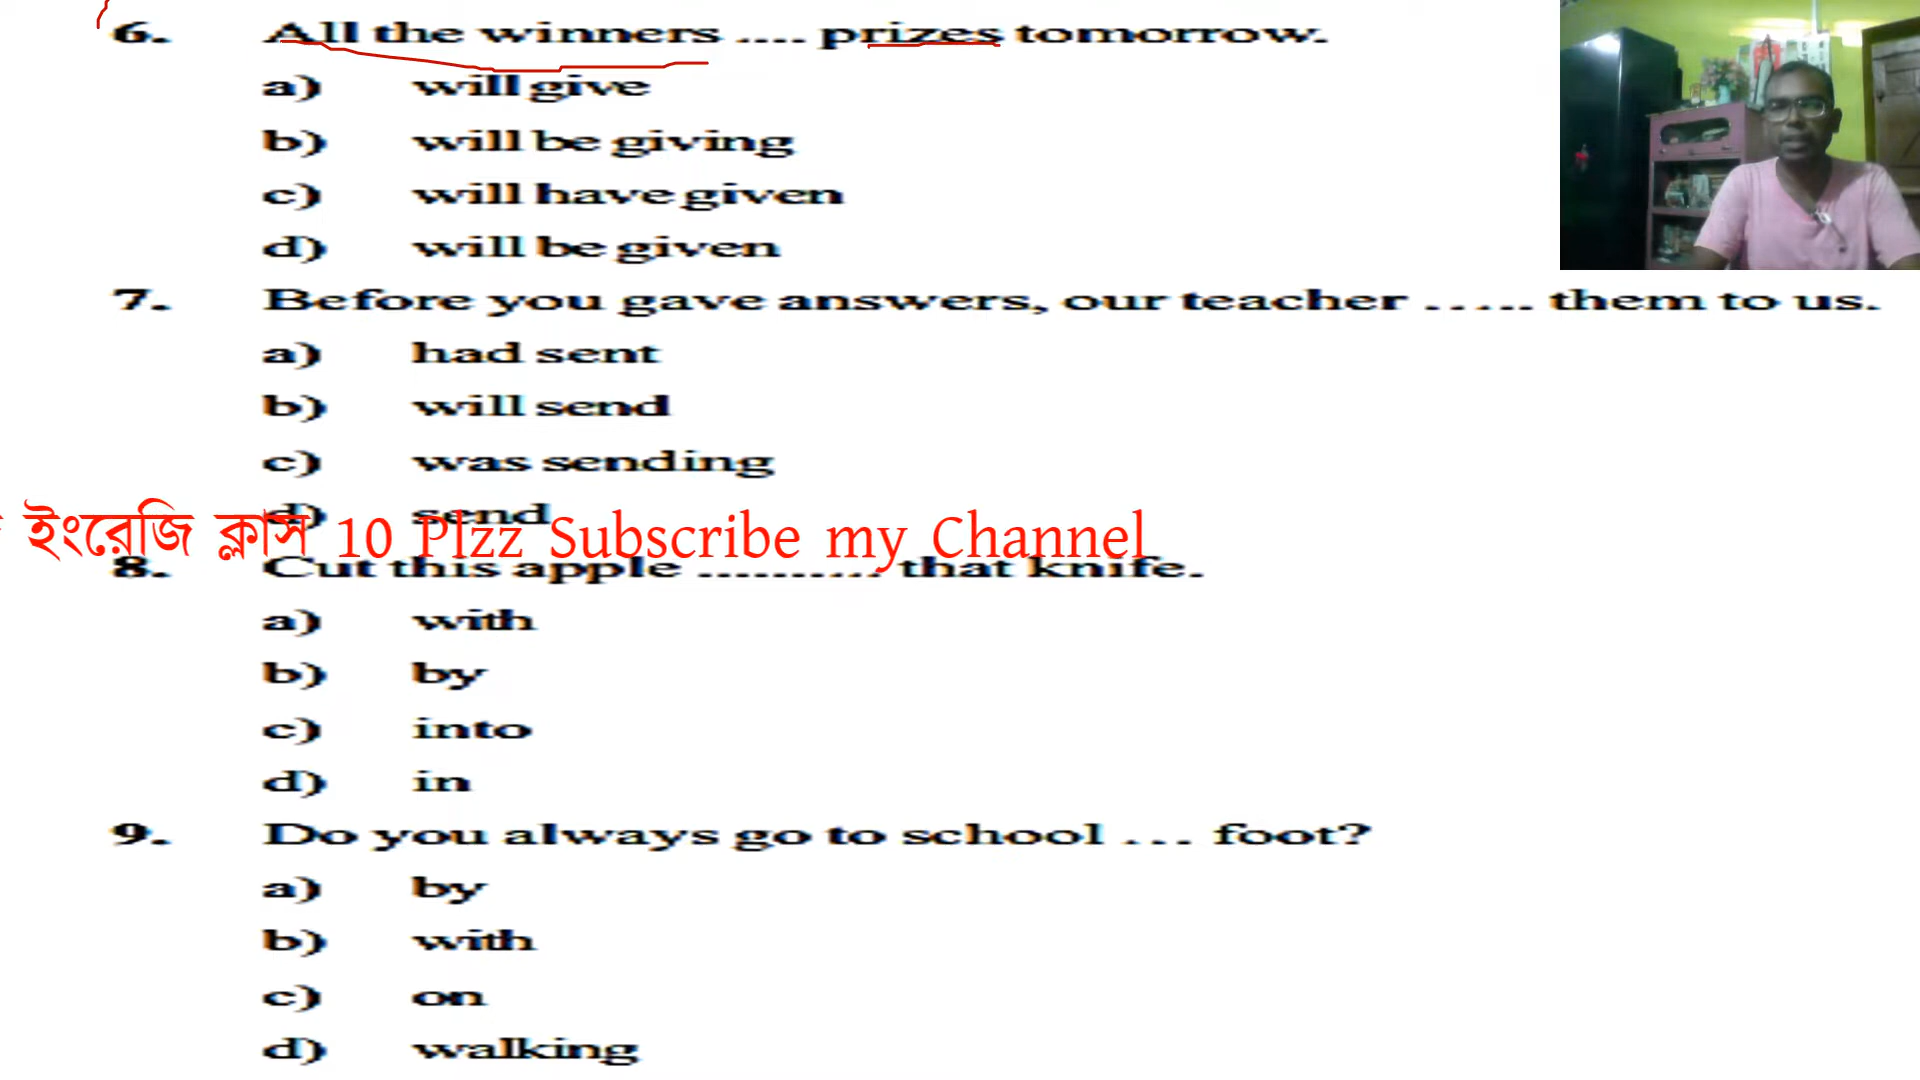 6. All the winners .... prizes tomorrow.
a) will give
b) will be giving
c) will have given
d) will be given
7. Before you gave answers, our teacher ..... them to us.
a) had sent
b) will send
c) was sending
d) send
ইংরেজি ক্লাস 10 Plzz Subscribe my Channel
8. Cut this apple .......... that knife.
a) with
b) by
c) into
d) in
9. Do you always go to school ... foot?
a) by
b) with
c) on
d) walking